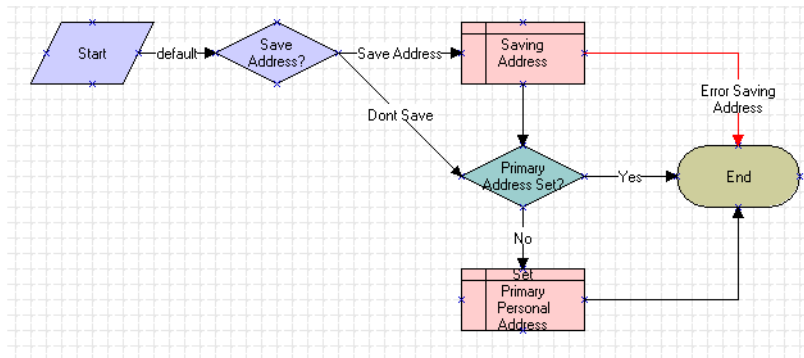 Start
default
Save
Address?
Save Address
Saving
Address
Error Saving
Address
Dont Save
Primary
Address Set?
Yes
End
No
Set
Primary
Personal
Address